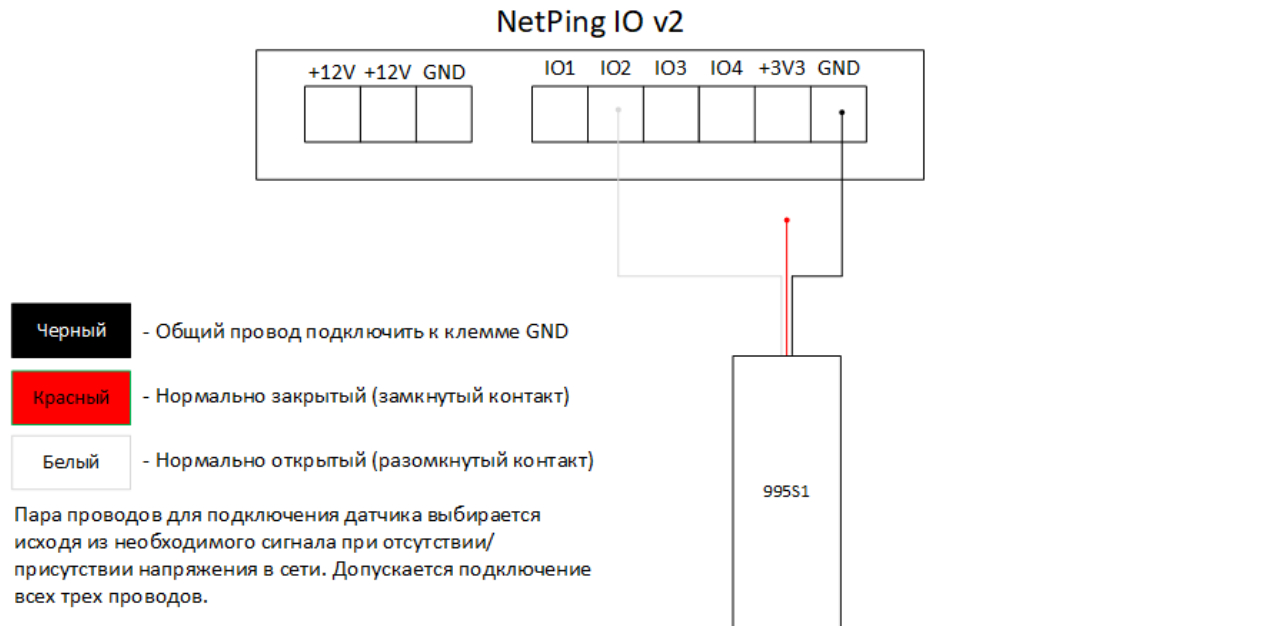 NetPing IO v2
+12V +12V GND IO1 IO2 IO3 IO4 +3V3 GND
Черный - Общий провод подключить к клемме GND
Красный - Нормально закрытый (замкнутый контакт)
Белый - Нормально открытый (разомкнутый контакт)
995S1
Пара проводов для подключения датчика выбирается
исходя из необходимого сигнала при отсутствии/
присутствии напряжения в сети. Допускается подключение
всех трех проводов.